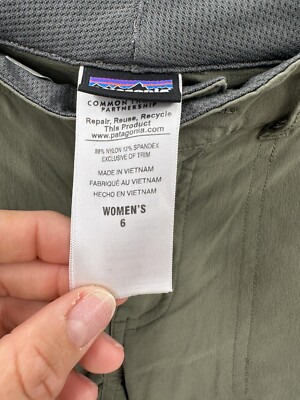 patagonia
COMMON THREADS
PARTNERSHIP
Repair, Reuse, Recycle
This Product
www.patagonia.com
88% NYLON 12% SPANDEX
EXCLUSIVE OF TRIM
MADE IN VIETNAM
FABRIQUÉ AU VIETNAM
HECHO EN VIETNAM
WOMEN'S
6